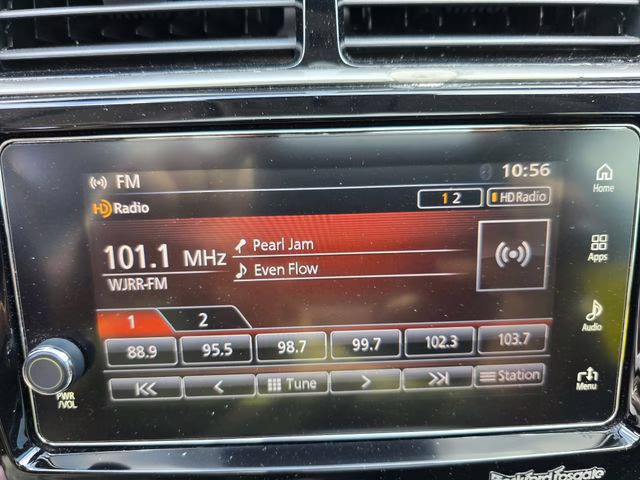 FM 10:56 Home
HD Radio 1 2 HD Radio
101.1 MHz Pearl Jam
WJRR-FM Even Flow
Apps
Audio
1 2
88.9 95.5 98.7 99.7 102.3 103.7
Tune Station
Menu
PWR
/VOL
Rockford Fosgate